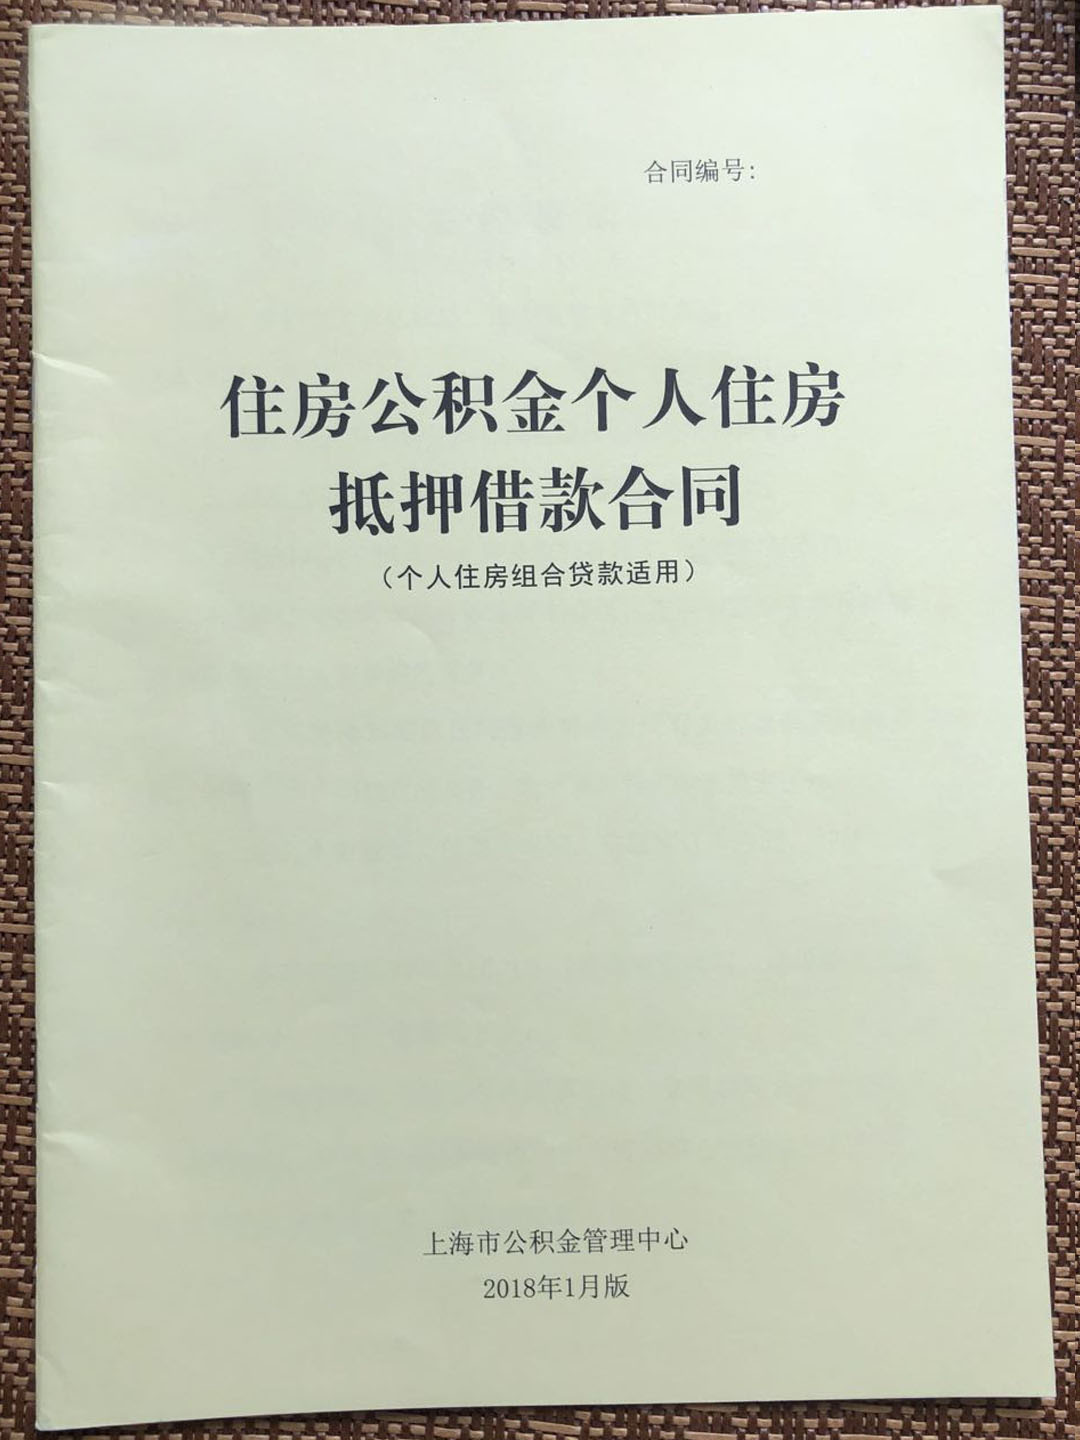 合同编号:
住房公积金个人住房
抵押借款合同
（个人住房组合贷款适用）
上海市公积金管理中心
2018年1月版